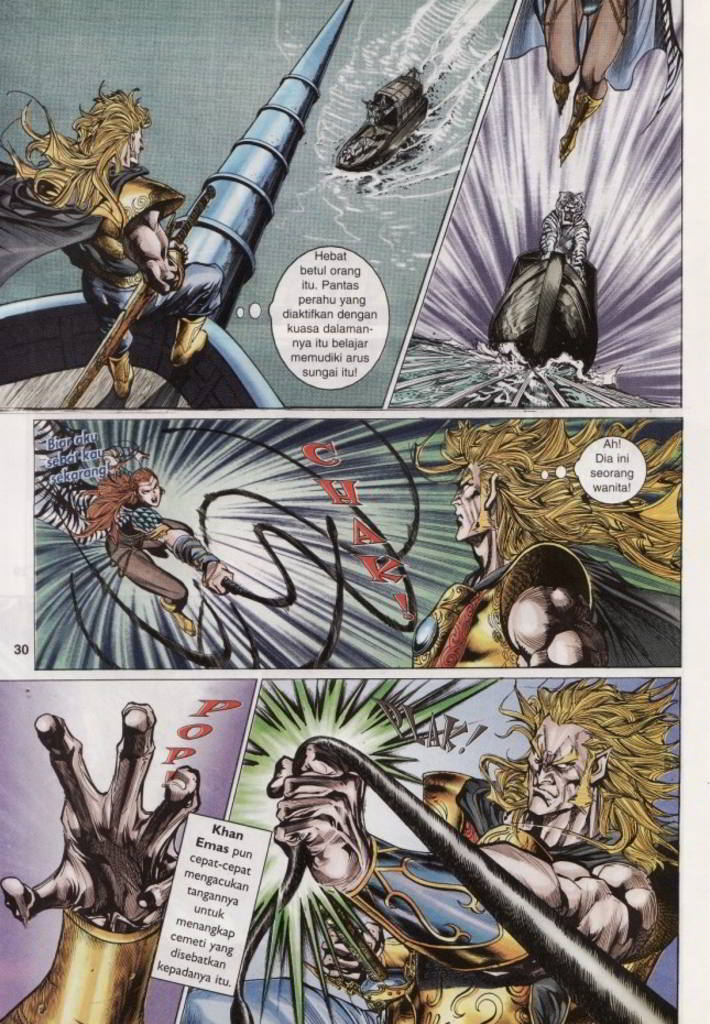 Hebat
betul orang
itu. Pantas
perahu yang
diaktifkan dengan
kuasa dalaman-
nya itu belajar
memudiki arus
sungai itu!
Biar aku
sebat kau
sekarang!
CHAK!
Ah!
Dia ini
seorang
wanita!
30
POP!
Khan
Emas pun
cepat-cepat
mengacukan
tangannya
untuk
menangkap
cemeti yang
disebatkan
kepadanya itu.